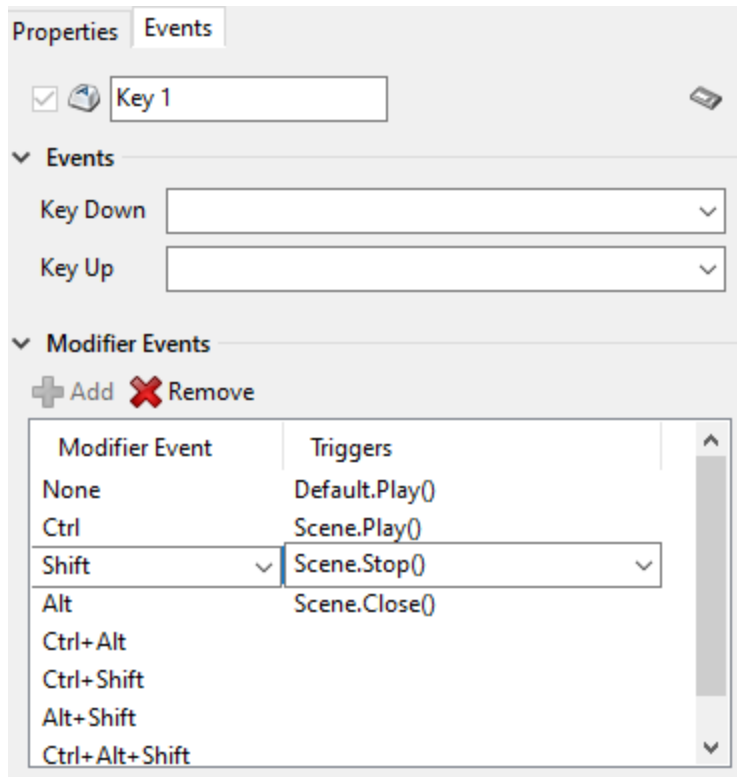 Properties Events
Key 1
Events
Key Down
Key Up
Modifier Events
Add Remove
Modifier Event Triggers
None Default.Play()
Ctrl Scene.Play()
Shift Scene.Stop()
Alt Scene.Close()
Ctrl+Alt
Ctrl+Shift
Alt+Shift
Ctrl+Alt+Shift